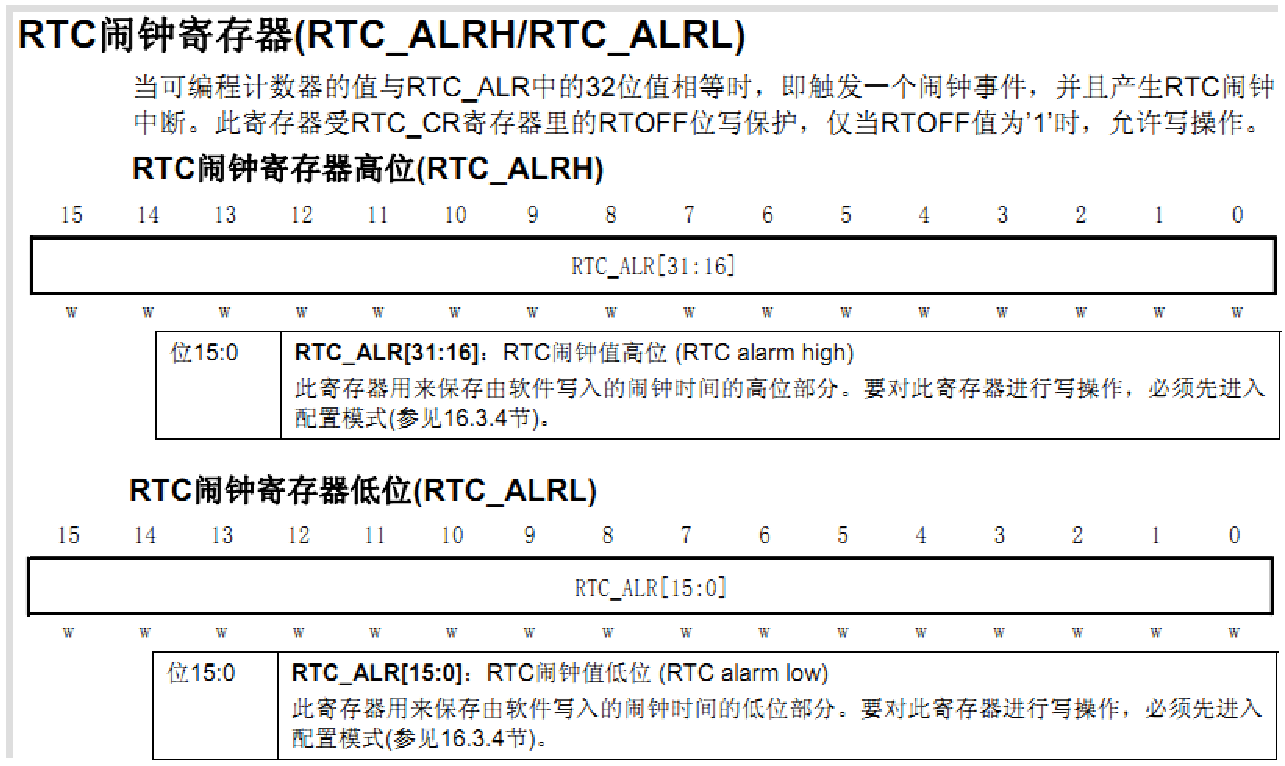 RTC闹钟寄存器(RTC_ALRH/RTC_ALRL)
当可编程计数器的值与RTC_ALR中的32位值相等时，即触发一个闹钟事件，并且产生RTC闹钟
中断。此寄存器受RTC_CR寄存器里的RTOFF位写保护，仅当RTOFF值为'1'时，允许写操作。
RTC闹钟寄存器高位(RTC_ALRH)
15 14 13 12 11 10 9 8 7 6 5 4 3 2 1 0
RTC_ALR[31:16]
w w w w w w w w w w w w w w w w
位15:0 RTC_ALR[31:16]：RTC闹钟值高位 (RTC alarm high)
此寄存器用来保存由软件写入的闹钟时间的高位部分。要对此寄存器进行写操作，必须先进入
配置模式(参见16.3.4节)。
RTC闹钟寄存器低位(RTC_ALRL)
15 14 13 12 11 10 9 8 7 6 5 4 3 2 1 0
RTC_ALR[15:0]
w w w w w w w w w w w w w w w w
位15:0 RTC_ALR[15:0]：RTC闹钟值低位 (RTC alarm low)
此寄存器用来保存由软件写入的闹钟时间的低位部分。要对此寄存器进行写操作，必须先进入
配置模式(参见16.3.4节)。